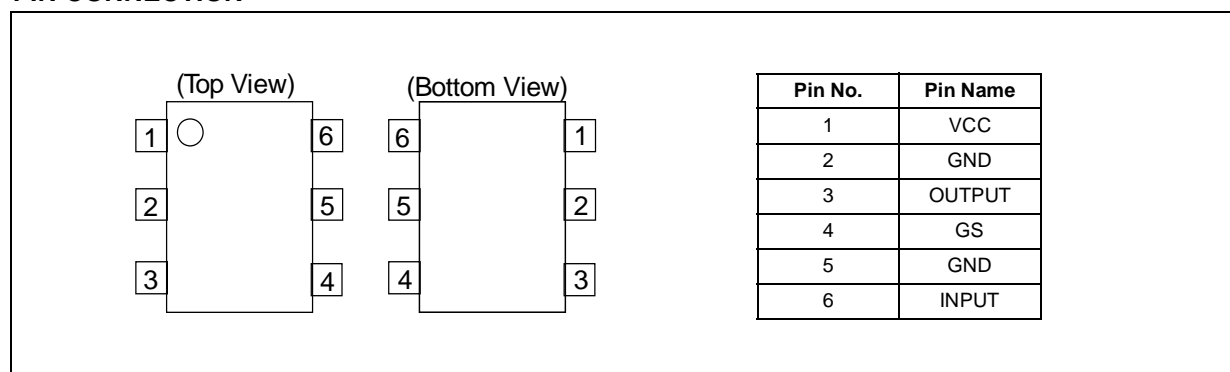 (Top View) (Bottom View)
1 6 6 1
2 5 5 2
3 4 4 3
Pin No. Pin Name
1 VCC
2 GND
3 OUTPUT
4 GS
5 GND
6 INPUT